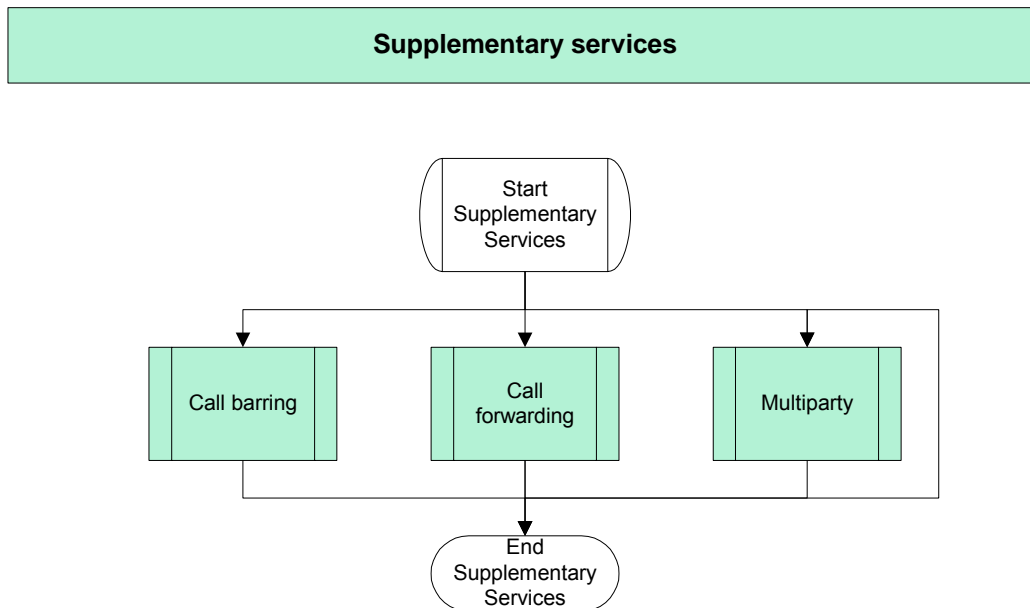 Supplementary services
Start
Supplementary
Services
Call barring
Call
forwarding
Multiparty
End
Supplementary
Services